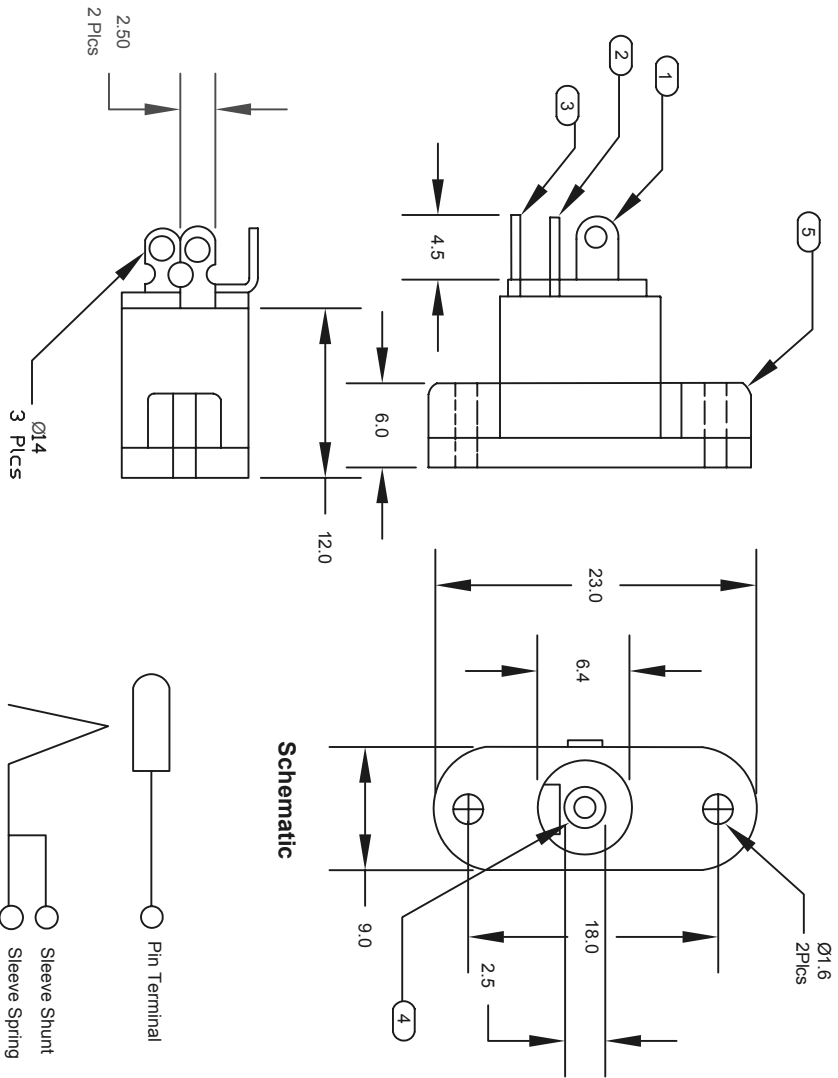 5
1
2
3
4.5
6.0
2.50
2 Plcs
Ø14
3 Plcs
12.0
Ø1.6
2Plcs
23.0
6.4
18.0
2.5
9.0
4
Schematic
Pin Terminal
Sleeve Shunt
Sleeve Spring